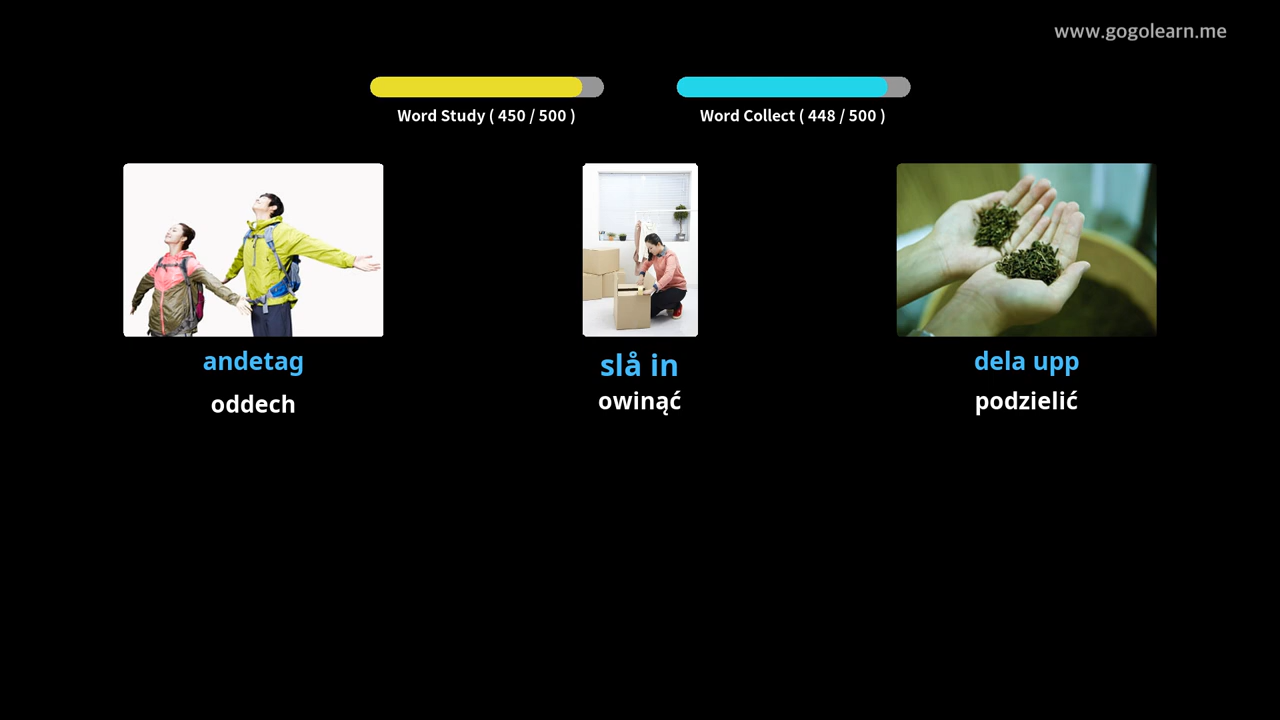 www.gogolearn.me
Word Study ( 450 / 500 )
Word Collect ( 448 / 500 )
andetag
oddech
slå in
owinąć
dela upp
podzielić